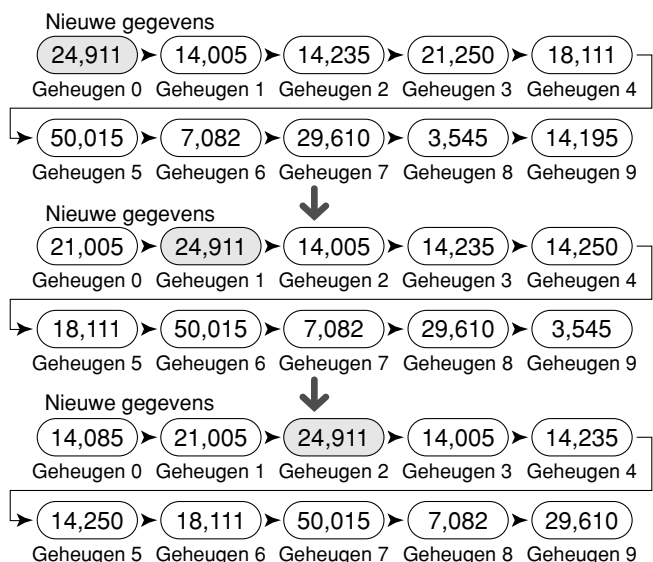 Nieuwe gegevens
24,911 14,005 14,235 21,250 18,111
Geheugen 0 Geheugen 1 Geheugen 2 Geheugen 3 Geheugen 4
50,015 7,082 29,610 3,545 14,195
Geheugen 5 Geheugen 6 Geheugen 7 Geheugen 8 Geheugen 9
Nieuwe gegevens
21,005 24,911 14,005 14,235 14,250
Geheugen 0 Geheugen 1 Geheugen 2 Geheugen 3 Geheugen 4
18,111 50,015 7,082 29,610 3,545
Geheugen 5 Geheugen 6 Geheugen 7 Geheugen 8 Geheugen 9
Nieuwe gegevens
14,085 21,005 24,911 14,005 14,235
Geheugen 0 Geheugen 1 Geheugen 2 Geheugen 3 Geheugen 4
14,250 18,111 50,015 7,082 29,610
Geheugen 5 Geheugen 6 Geheugen 7 Geheugen 8 Geheugen 9